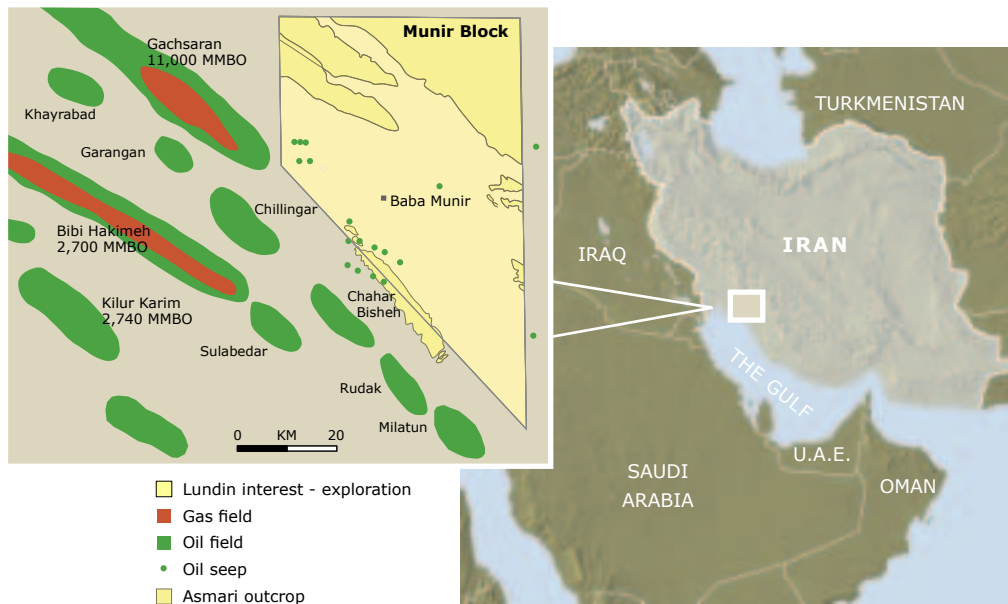 Munir Block
Gachsaran
11,000 MMBO
Khayrabad
Garangan
Chillingar
Baba Munir
Bibi Hakimeh
2,700 MMBO
Kilur Karim
2,740 MMBO
Chahar
Bisheh
Sulabedar
Rudak
Milatun
0 KM 20
Lundin interest - exploration
Gas field
Oil field
Oil seep
Asmari outcrop
TURKMENISTAN
IRAN
IRAQ
THE GULF
U.A.E.
SAUDI
ARABIA
OMAN